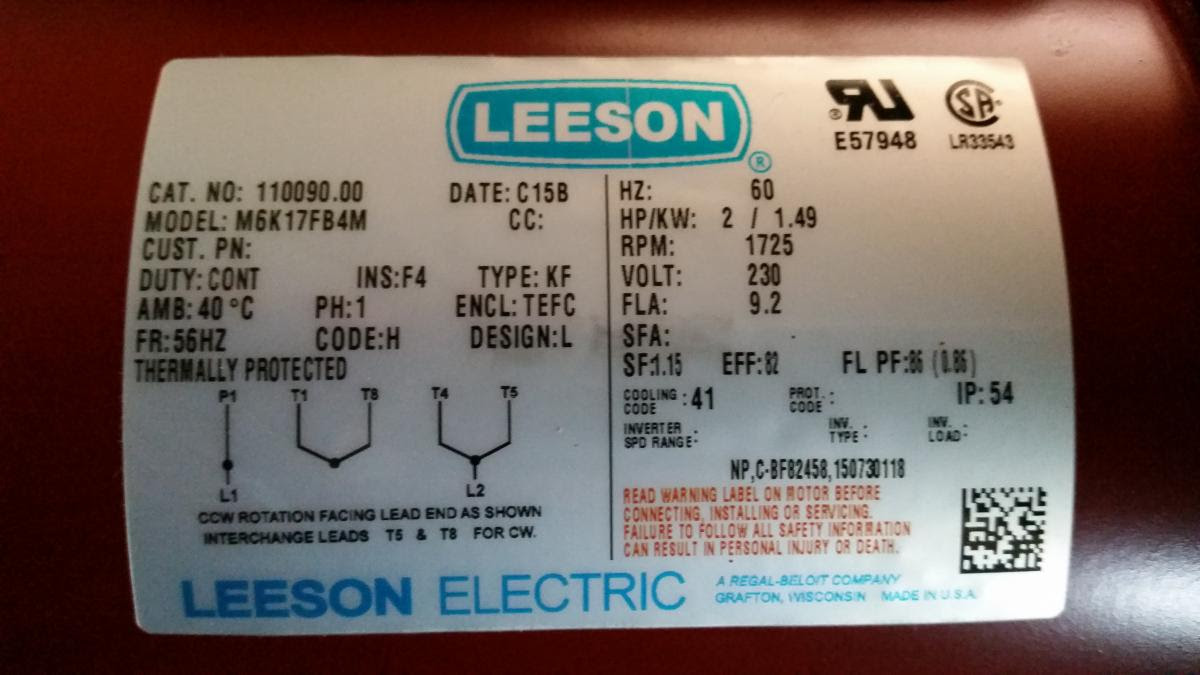 LEESON
®
E57948
LR33543
CAT. NO: 110090.00 DATE: C15B
MODEL: M6K17FB4M CC:
CUST. PN:
DUTY: CONT INS:F4 TYPE: KF
AMB: 40 °C PH:1 ENCL: TEFC
FR:56HZ CODE:H DESIGN:L
THERMALLY PROTECTED
P1 T1 T8 T4 T5
L1 L2
CCW ROTATION FACING LEAD END AS SHOWN
INTERCHANGE LEADS T5 & T8 FOR CW.
HZ: 60
HP/KW: 2 / 1.49
RPM: 1725
VOLT: 230
FLA: 9.2
SFA:
SF:1.15 EFF:82 FL PF:86 (0.86)
COOLING CODE :41 PROT. CODE : IP: 54
INVERTER SPD RANGE: INV. TYPE : INV. LOAD:
NP,C-BF82458,150730118
READ WARNING LABEL ON MOTOR BEFORE
CONNECTING, INSTALLING OR SERVICING.
FAILURE TO FOLLOW ALL SAFETY INFORMATION
CAN RESULT IN PERSONAL INJURY OR DEATH.
LEESON ELECTRIC
A REGAL-BELOIT COMPANY
GRAFTON, WISCONSIN MADE IN U.S.A.